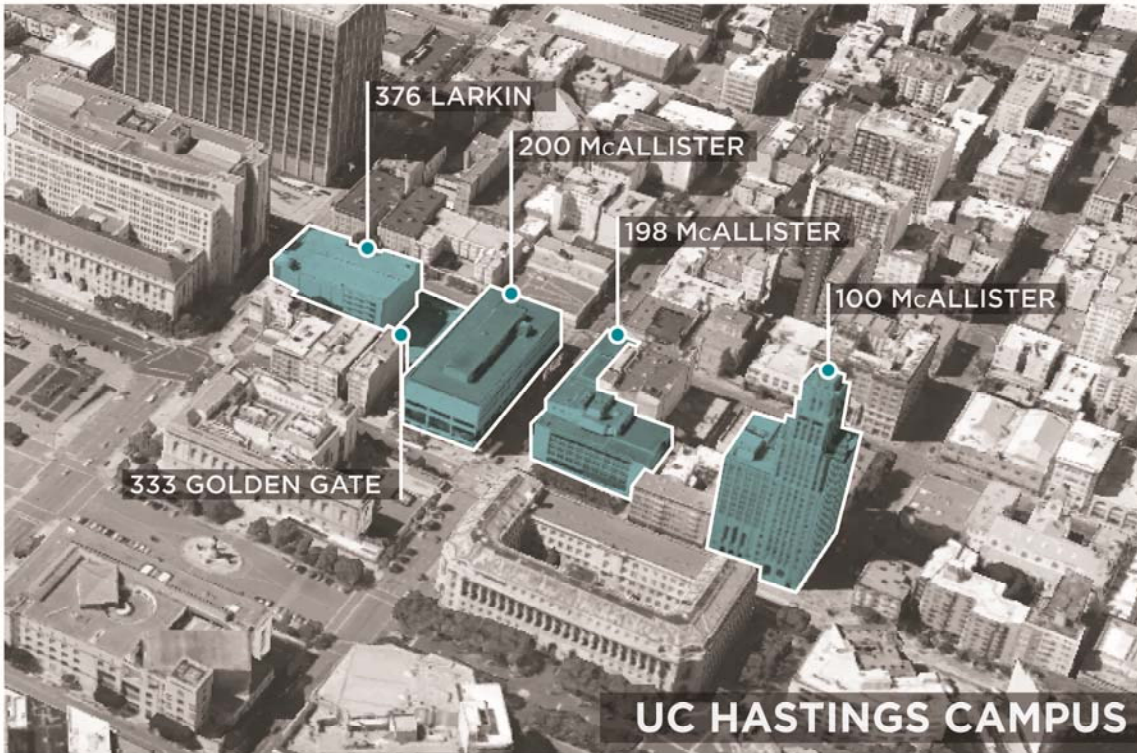 376 LARKIN
200 McALLISTER
198 McALLISTER
100 McALLISTER
333 GOLDEN GATE
UC HASTINGS CAMPUS